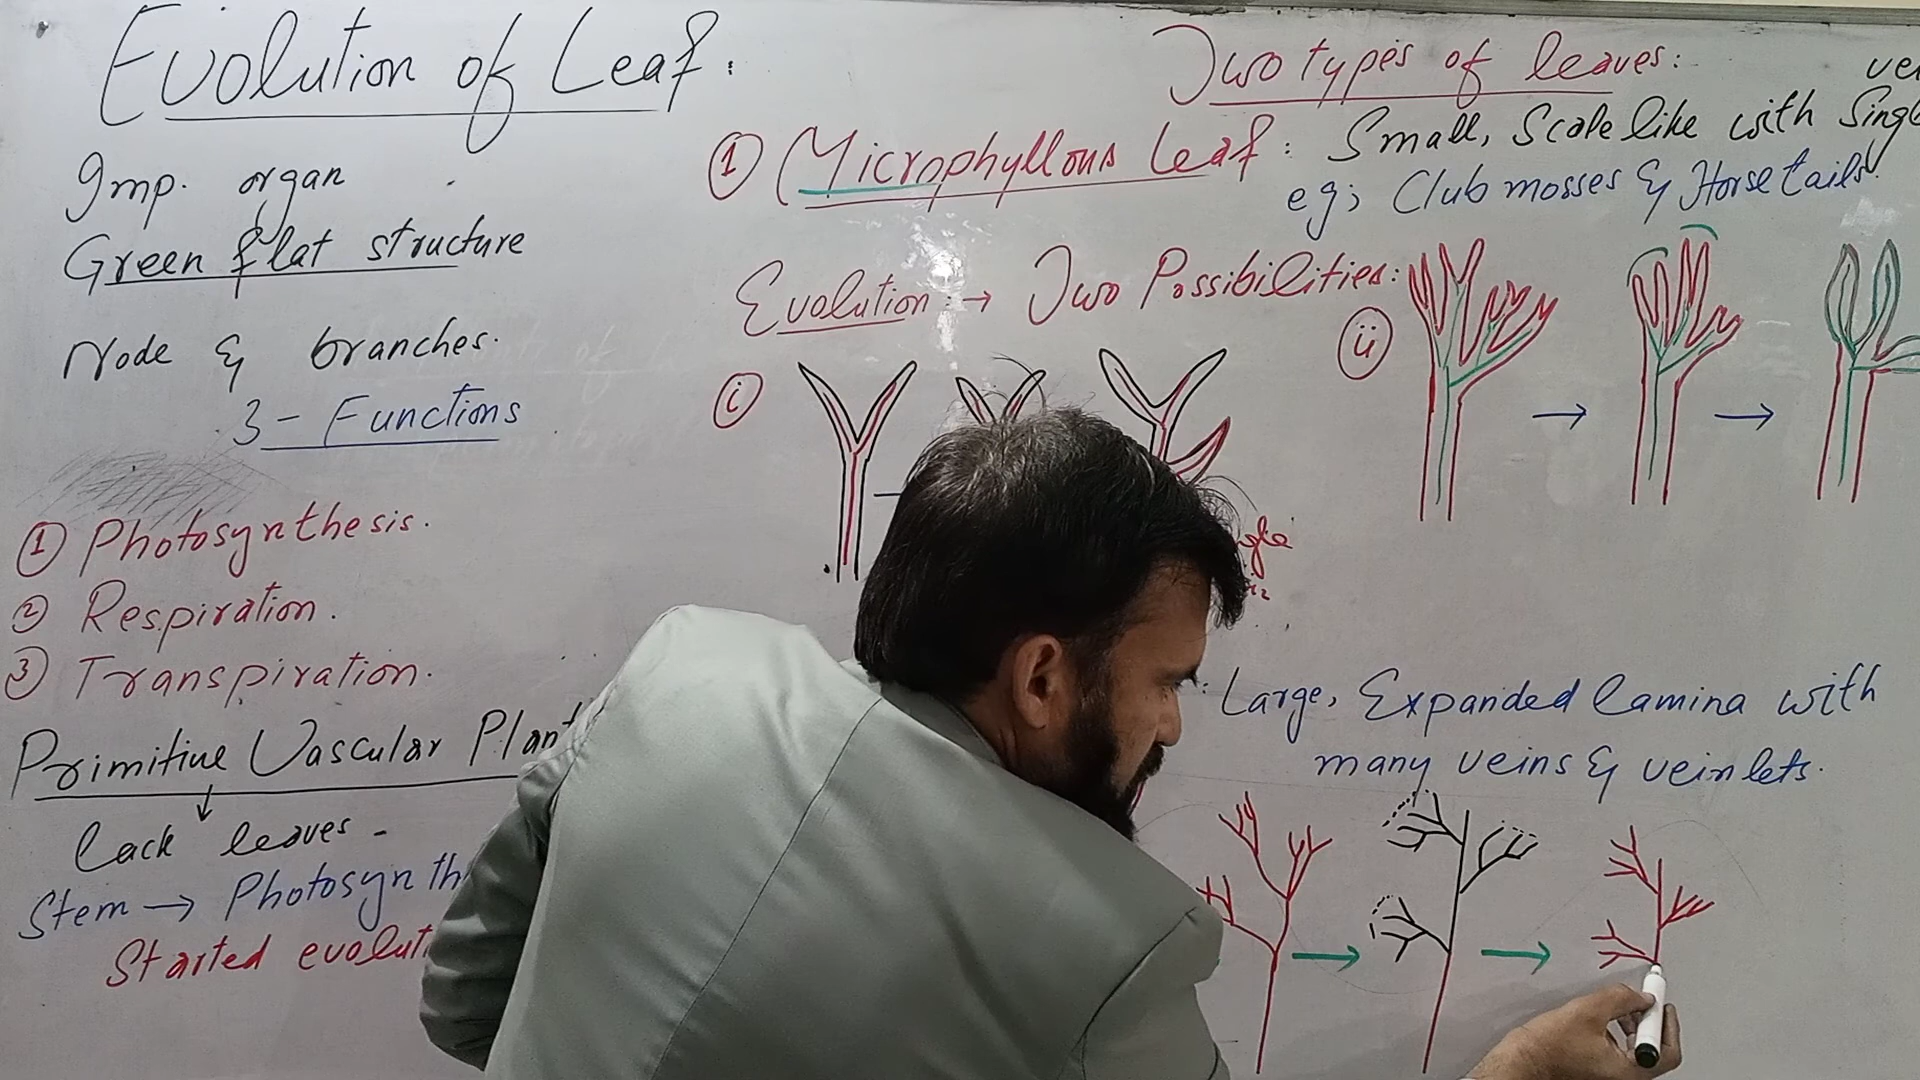 Evolution of Leaf:
Imp. organ
Green flat structure
Node & branches.
3- Functions
① Photosynthesis.
② Respiration.
③ Transpiration.
Primitive Vascular Plant
Lack leaves -
Stem → Photosynth
Started evoluti
Two types of leaves:
① Microphyllous Leaf: Small, Scale like with Singl
eg; Club mosses & Horse tails.
Evolution: → Two Possibilities:
i
ii
: Large, Expanded lamina with
many veins & veinlets.